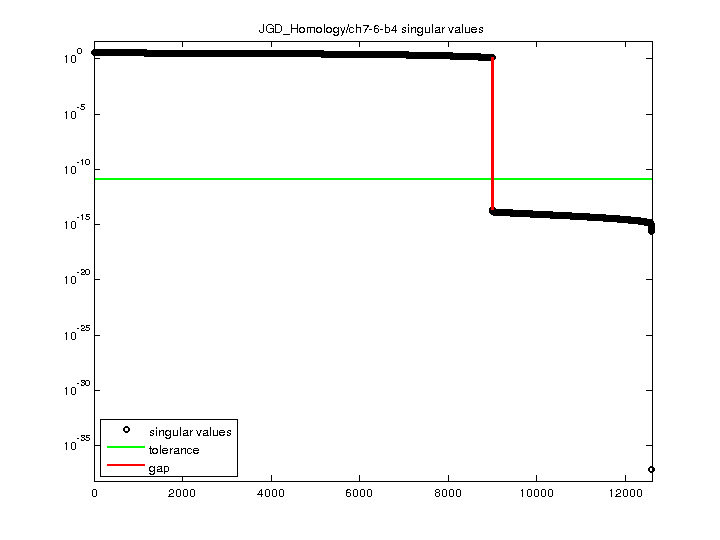 JGD_Homology/ch7-6-b4 singular values
10^0
10^-5
10^-10
10^-15
10^-20
10^-25
10^-30
10^-35
singular values
tolerance
gap
0 2000 4000 6000 8000 10000 12000